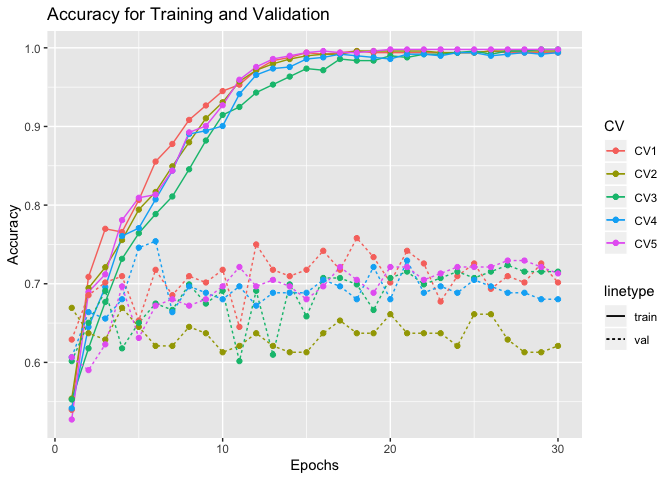 Accuracy for Training and Validation
Accuracy
1.0
0.9
0.8
0.7
0.6
0
10
20
30
Epochs
CV
CV1
CV2
CV3
CV4
CV5
linetype
train
val